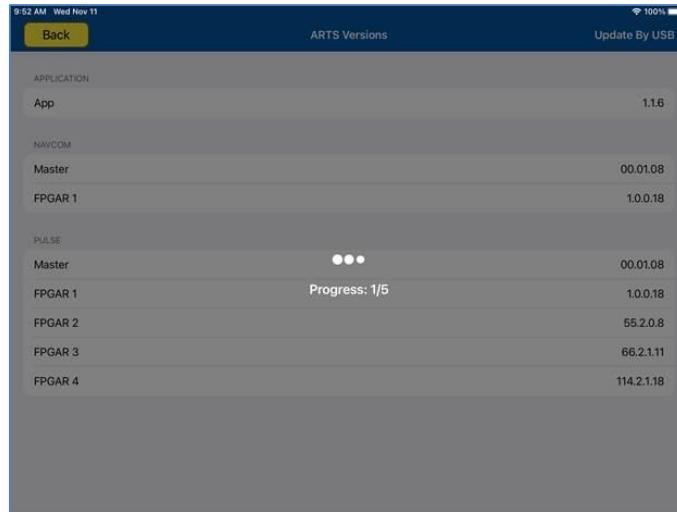 9:52 AM Wed Nov 11 100%
Back ARTS Versions Update By USB
APPLICATION
App 1.1.6
NAVCOM
Master 00.01.08
FPGAR 1 1.0.0.18
PULSE
Master 00.01.08
FPGAR 1 1.0.0.18
FPGAR 2 55.2.0.8
FPGAR 3 66.2.1.11
FPGAR 4 114.2.1.18
Progress: 1/5